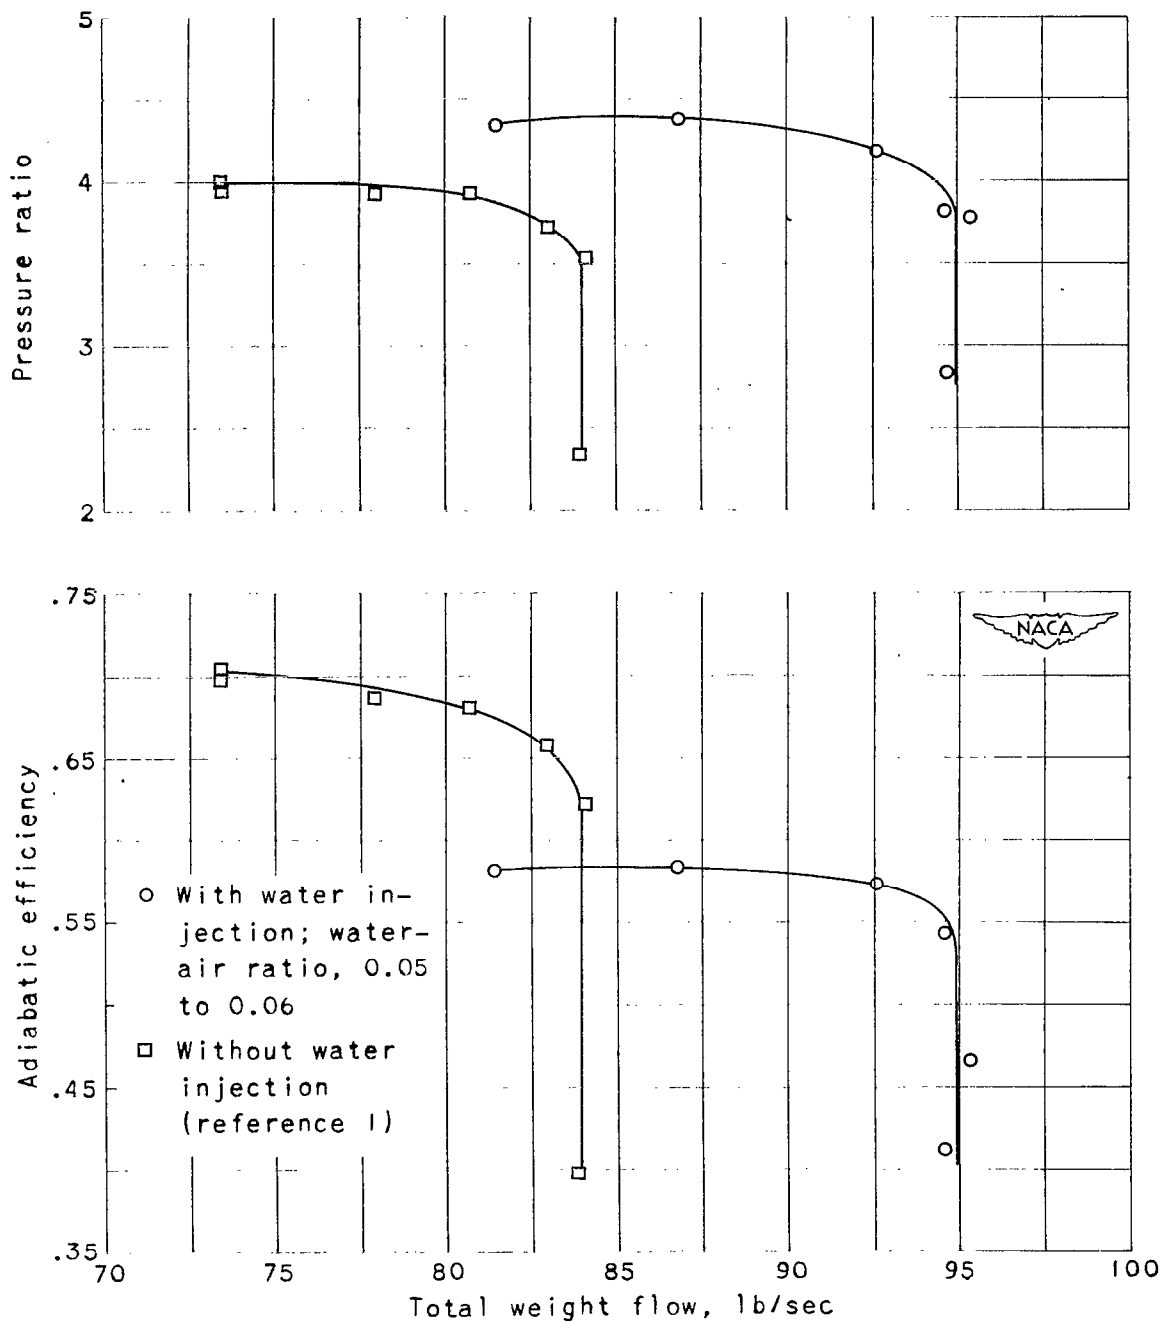 5
4
3
2
Pressure ratio
.75
.65
.55
.45
.35
Adiabatic efficiency
NACA
With water in-
jection; water-
air ratio, 0.05
to 0.06
Without water
injection
(reference 1)
70 75 80 85 90 95 100
Total weight flow, lb/sec